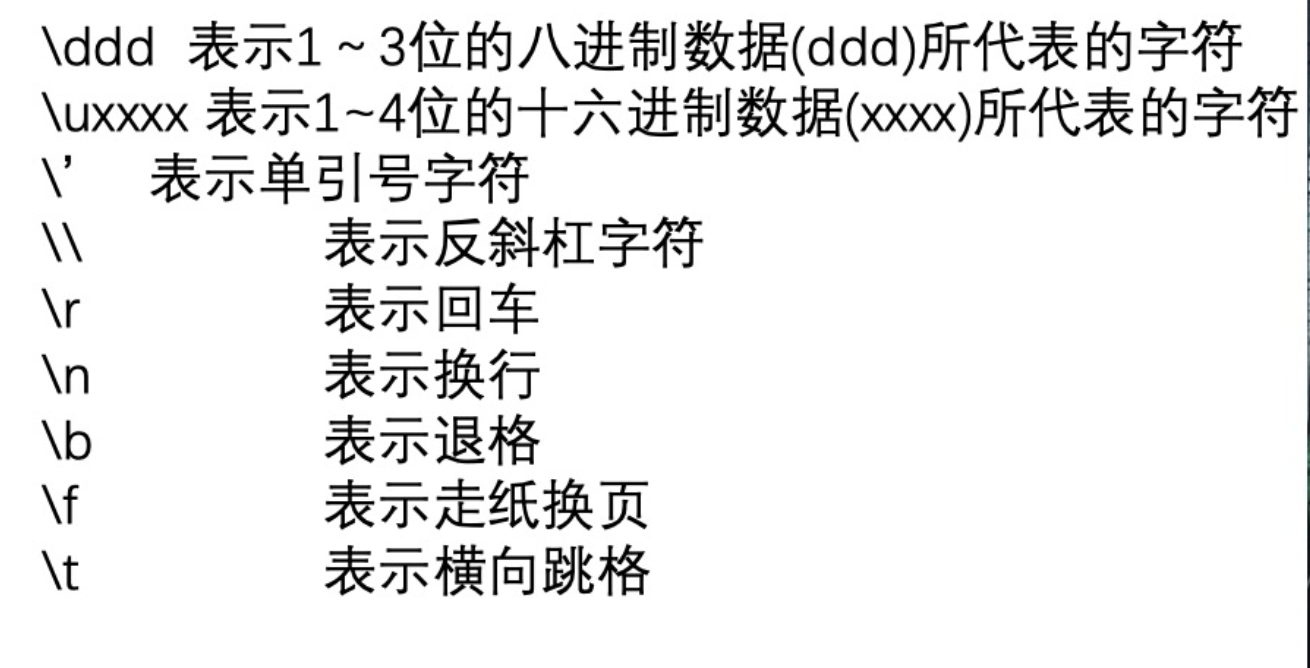 \ddd 表示1 ~ 3位的八进制数据(ddd)所代表的字符
\uxxxx 表示1~4位的十六进制数据(xxxx)所代表的字符
\’ 表示单引号字符
\\ 表示反斜杠字符
\r 表示回车
\n 表示换行
\b 表示退格
\f 表示走纸换页
\t 表示横向跳格